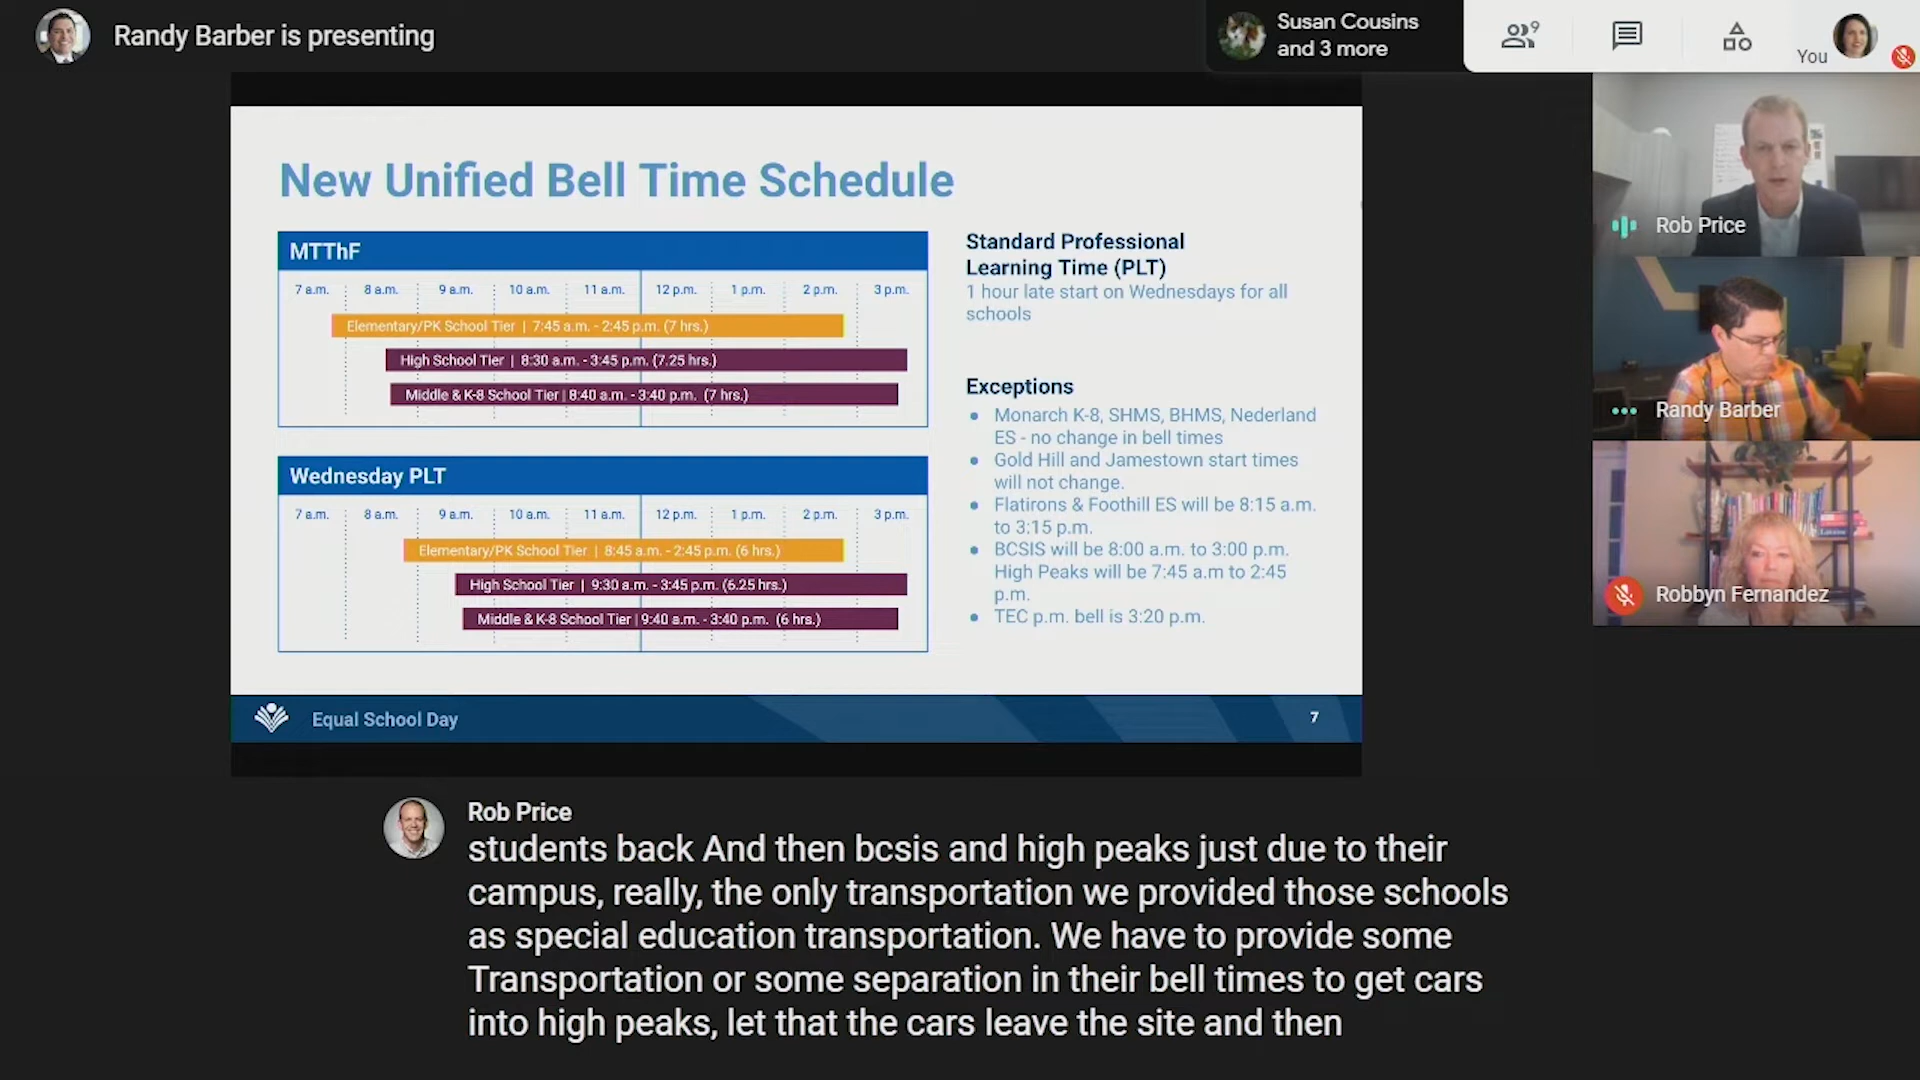 Randy Barber is presenting
Susan Cousins
and 3 more
9
You
New Unified Bell Time Schedule
MTThF
7 a.m. 8 a.m. 9 a.m. 10 a.m. 11 a.m. 12 p.m. 1 p.m. 2 p.m. 3 p.m.
Elementary/PK School Tier | 7:45 a.m. - 2:45 p.m. (7 hrs.)
High School Tier | 8:30 a.m. - 3:45 p.m. (7.25 hrs.)
Middle & K-8 School Tier | 8:40 a.m. - 3:40 p.m. (7 hrs.)
Wednesday PLT
7 a.m. 8 a.m. 9 a.m. 10 a.m. 11 a.m. 12 p.m. 1 p.m. 2 p.m. 3 p.m.
Elementary/PK School Tier | 8:45 a.m. - 2:45 p.m. (6 hrs.)
High School Tier | 9:30 a.m. - 3:45 p.m. (6.25 hrs.)
Middle & K-8 School Tier | 9:40 a.m. - 3:40 p.m. (6 hrs.)
Standard Professional
Learning Time (PLT)
1 hour late start on Wednesdays for all
schools
Exceptions
• Monarch K-8, SHMS, BHMS, Nederland
ES - no change in bell times
• Gold Hill and Jamestown start times
will not change.
• Flatirons & Foothill ES will be 8:15 a.m.
to 3:15 p.m.
• BCSIS will be 8:00 a.m. to 3:00 p.m.
High Peaks will be 7:45 a.m to 2:45
p.m.
• TEC p.m. bell is 3:20 p.m.
Equal School Day
7
Rob Price
Randy Barber
Robbyn Fernandez
Rob Price
students back And then bcsis and high peaks just due to their
campus, really, the only transportation we provided those schools
as special education transportation. We have to provide some
Transportation or some separation in their bell times to get cars
into high peaks, let that the cars leave the site and then